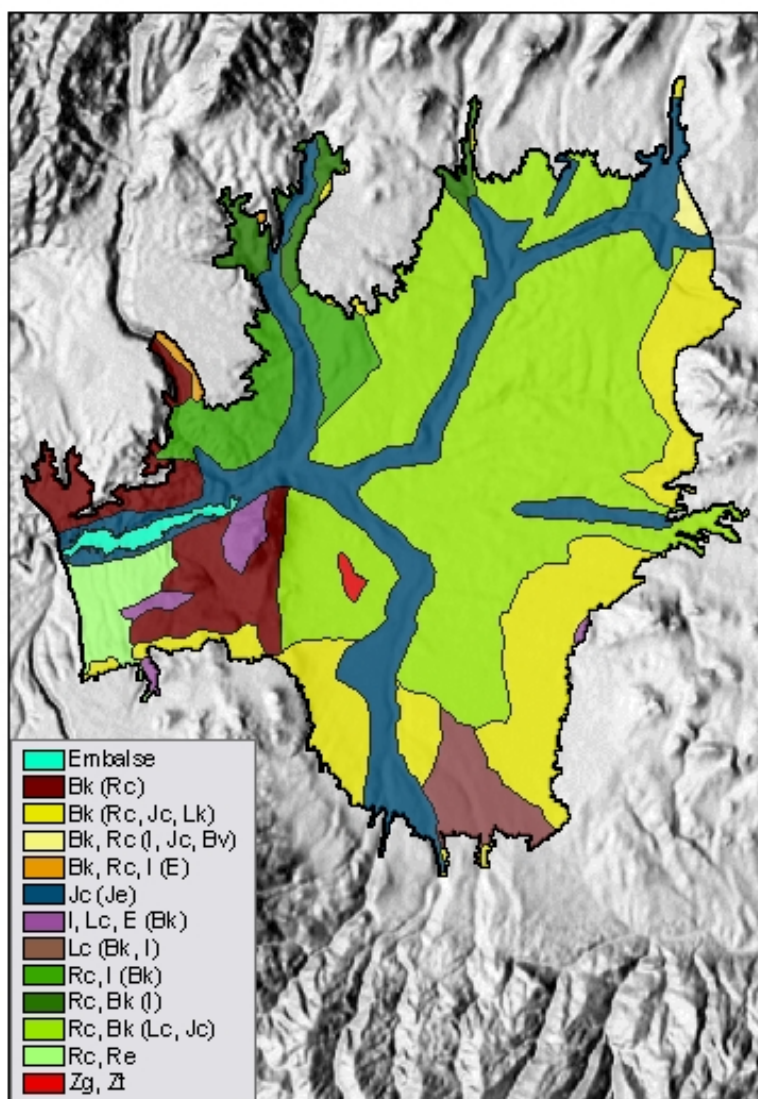 Embalse
Bk (Rc)
Bk (Rc, Jc, Lk)
Bk, Rc (I, Jc, Bv)
Bk, Rc, I (E)
Jc (Je)
I, Lc, E (Bk)
Lc (Bk, I)
Rc, I (Bk)
Rc, Bk (I)
Rc, Bk (Lc, Jc)
Rc, Re
Zg, Zt